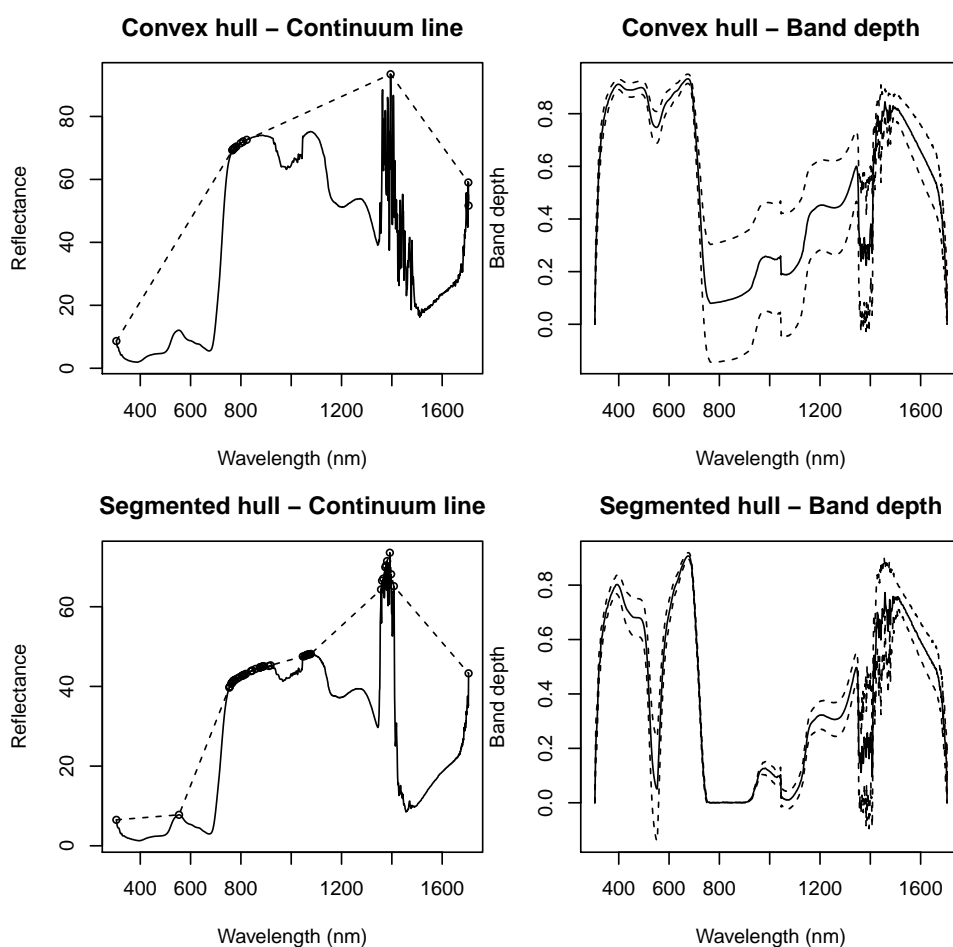 Convex hull – Continuum line
Reflectance
0 20 40 60 80
400 600 800 1200 1600
Wavelength (nm)
Convex hull – Band depth
Band depth
0.0 0.2 0.4 0.6 0.8
400 600 800 1200 1600
Wavelength (nm)
Segmented hull – Continuum line
Reflectance
0 20 40 60
400 600 800 1200 1600
Wavelength (nm)
Segmented hull – Band depth
Band depth
0.0 0.2 0.4 0.6 0.8
400 600 800 1200 1600
Wavelength (nm)